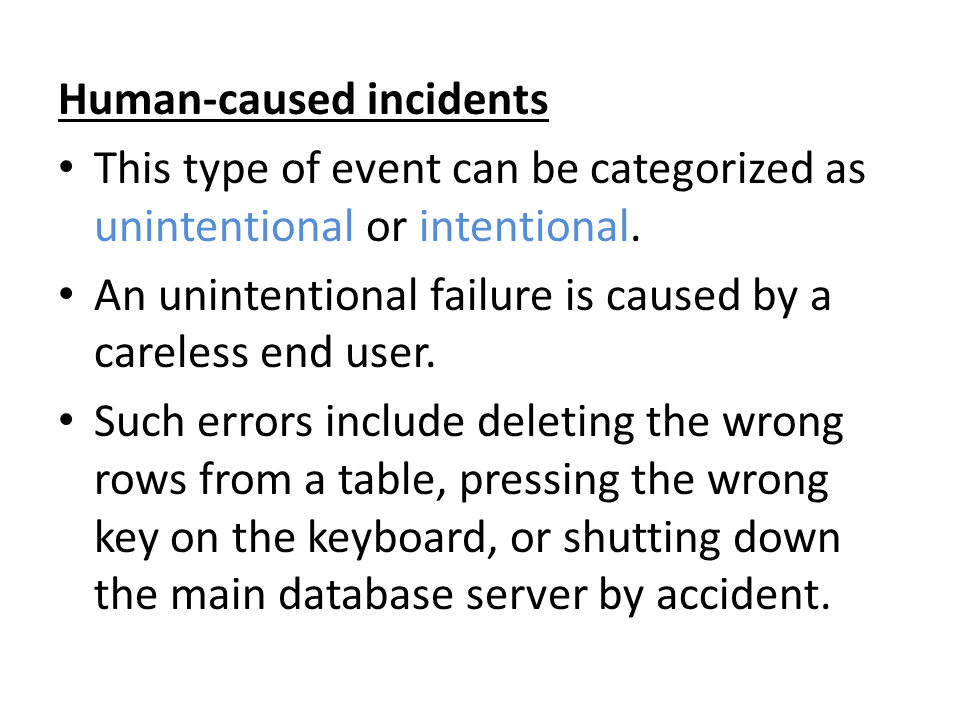 Human-caused incidents
• This type of event can be categorized as
unintentional or intentional.
• An unintentional failure is caused by a
careless end user.
• Such errors include deleting the wrong
rows from a table, pressing the wrong
key on the keyboard, or shutting down
the main database server by accident.